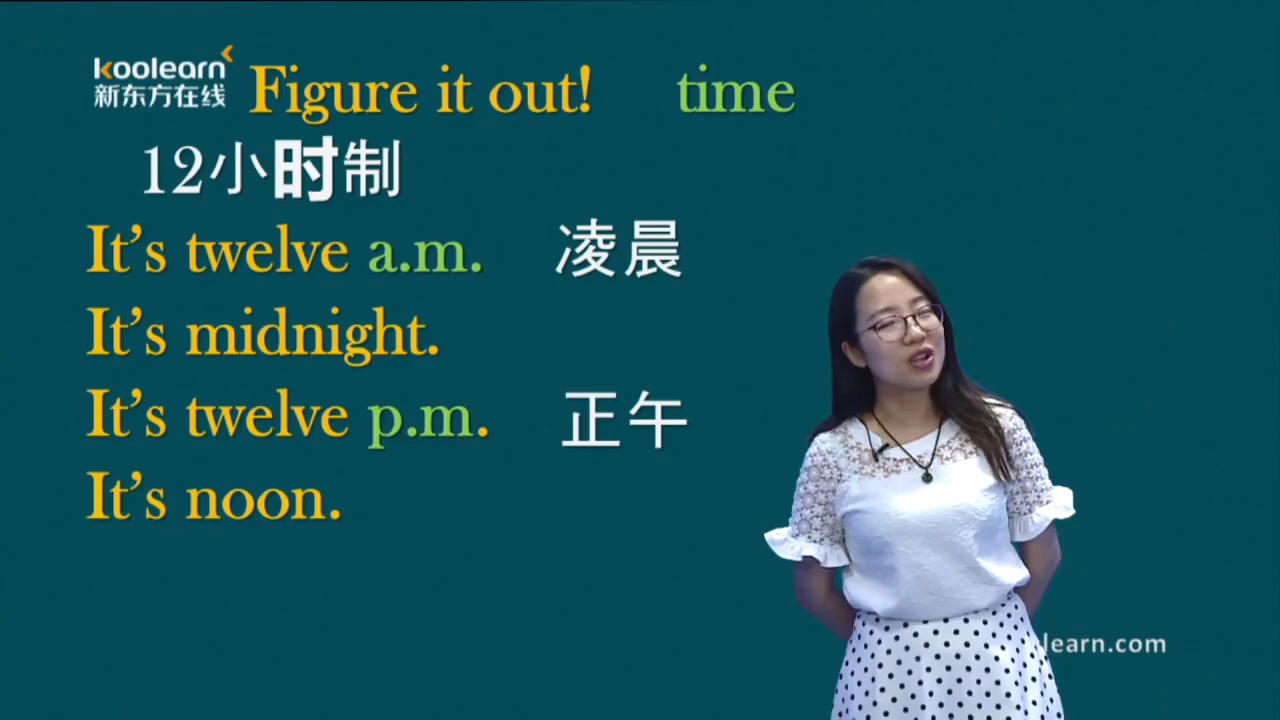 koolearn
新东方在线
Figure it out! time
12小时制
It's twelve a.m. 凌晨
It's midnight.
It's twelve p.m. 正午
It's noon.
learn.com